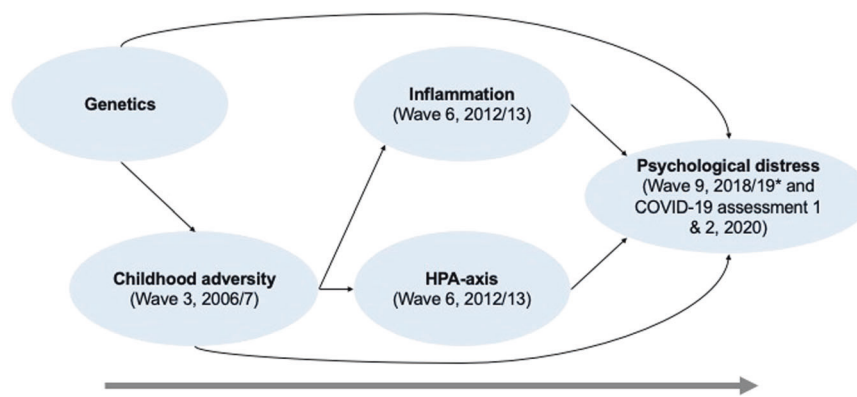 Genetics
Inflammation
(Wave 6, 2012/13)
Psychological distress
(Wave 9, 2018/19* and
COVID-19 assessment 1
& 2, 2020)
Childhood adversity
(Wave 3, 2006/7)
HPA-axis
(Wave 6, 2012/13)